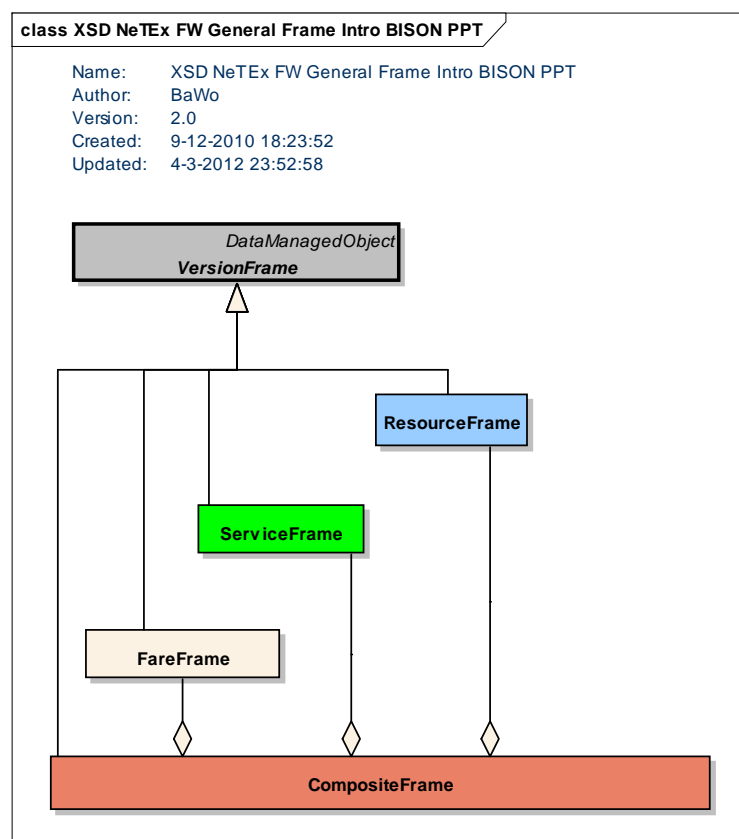 class XSD NeTEx FW General Frame Intro BISON PPT
Name: XSD NeTEx FW General Frame Intro BISON PPT
Author: BaWo
Version: 2.0
Created: 9-12-2010 18:23:52
Updated: 4-3-2012 23:52:58
DataManagedObject
VersionFrame
ResourceFrame
ServiceFrame
FareFrame
CompositeFrame